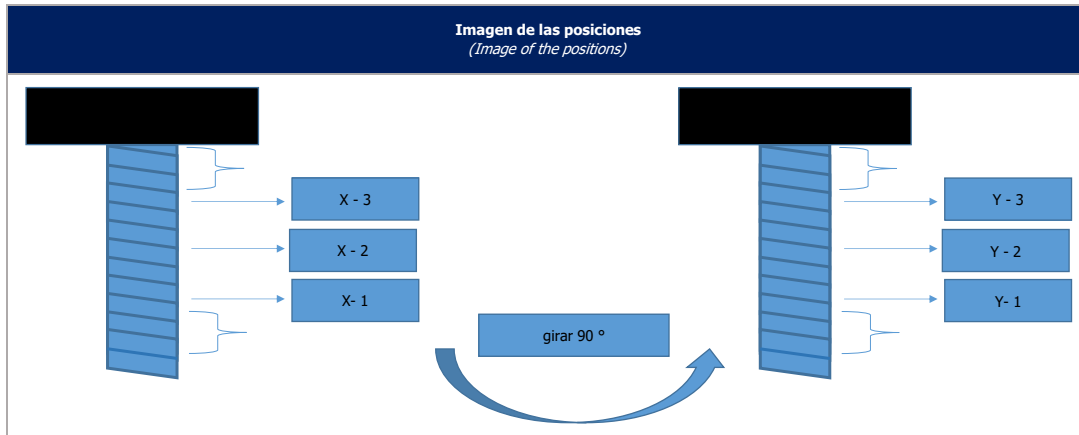 Imagen de las posiciones
(Image of the positions)
X - 3
X - 2
X- 1
girar 90 °
Y - 3
Y - 2
Y- 1